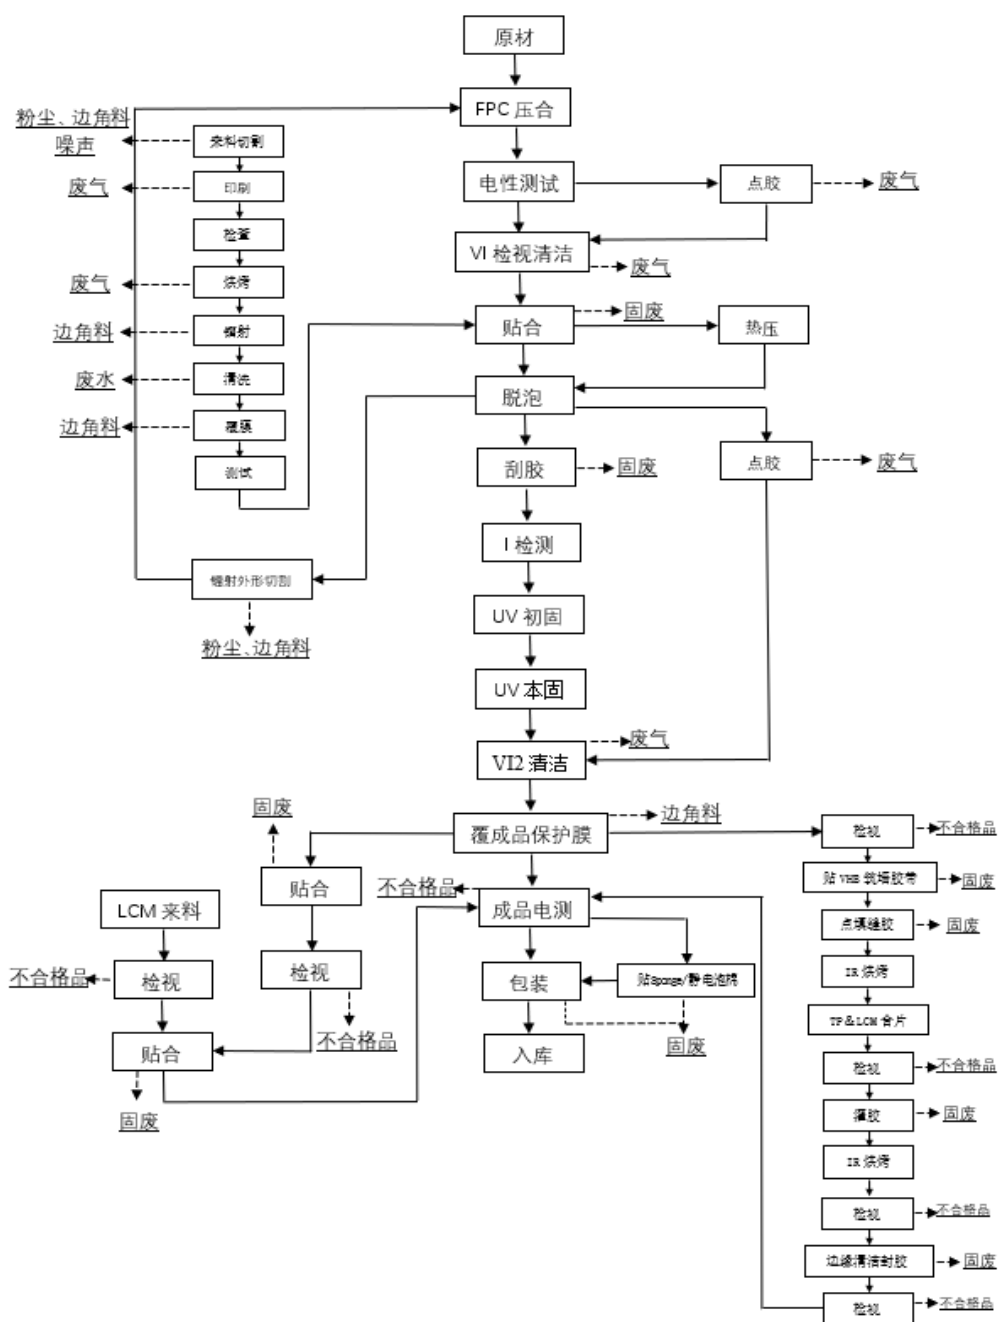 原材
FPC 压合
粉尘、边角料
噪声
来料切割
废气
印刷
检查
废气
烘烤
边角料
镭射
废水
清洗
边角料
覆膜
测试
电性测试
点胶
废气
VI 检视清洁
废气
贴合
固废
热压
脱泡
刮胶
固废
点胶
废气
I 检测
镭射外形切割
粉尘、边角料
UV 初固
UV 本固
VI2 清洁
废气
覆成品保护膜
边角料
固废
贴合
检视
不合格品
LCM 来料
检视
不合格品
贴合
固废
不合格品
成品电测
包装
贴 Sponge/静电泡棉
固废
入库
检视
不合格品
贴 VHB 筑墙胶带
固废
点填缝胶
固废
IR 烘烤
TP＆LCM 合片
检视
不合格品
灌胶
固废
IR 烘烤
检视
不合格品
边缘清洁封胶
固废
检视
不合格品